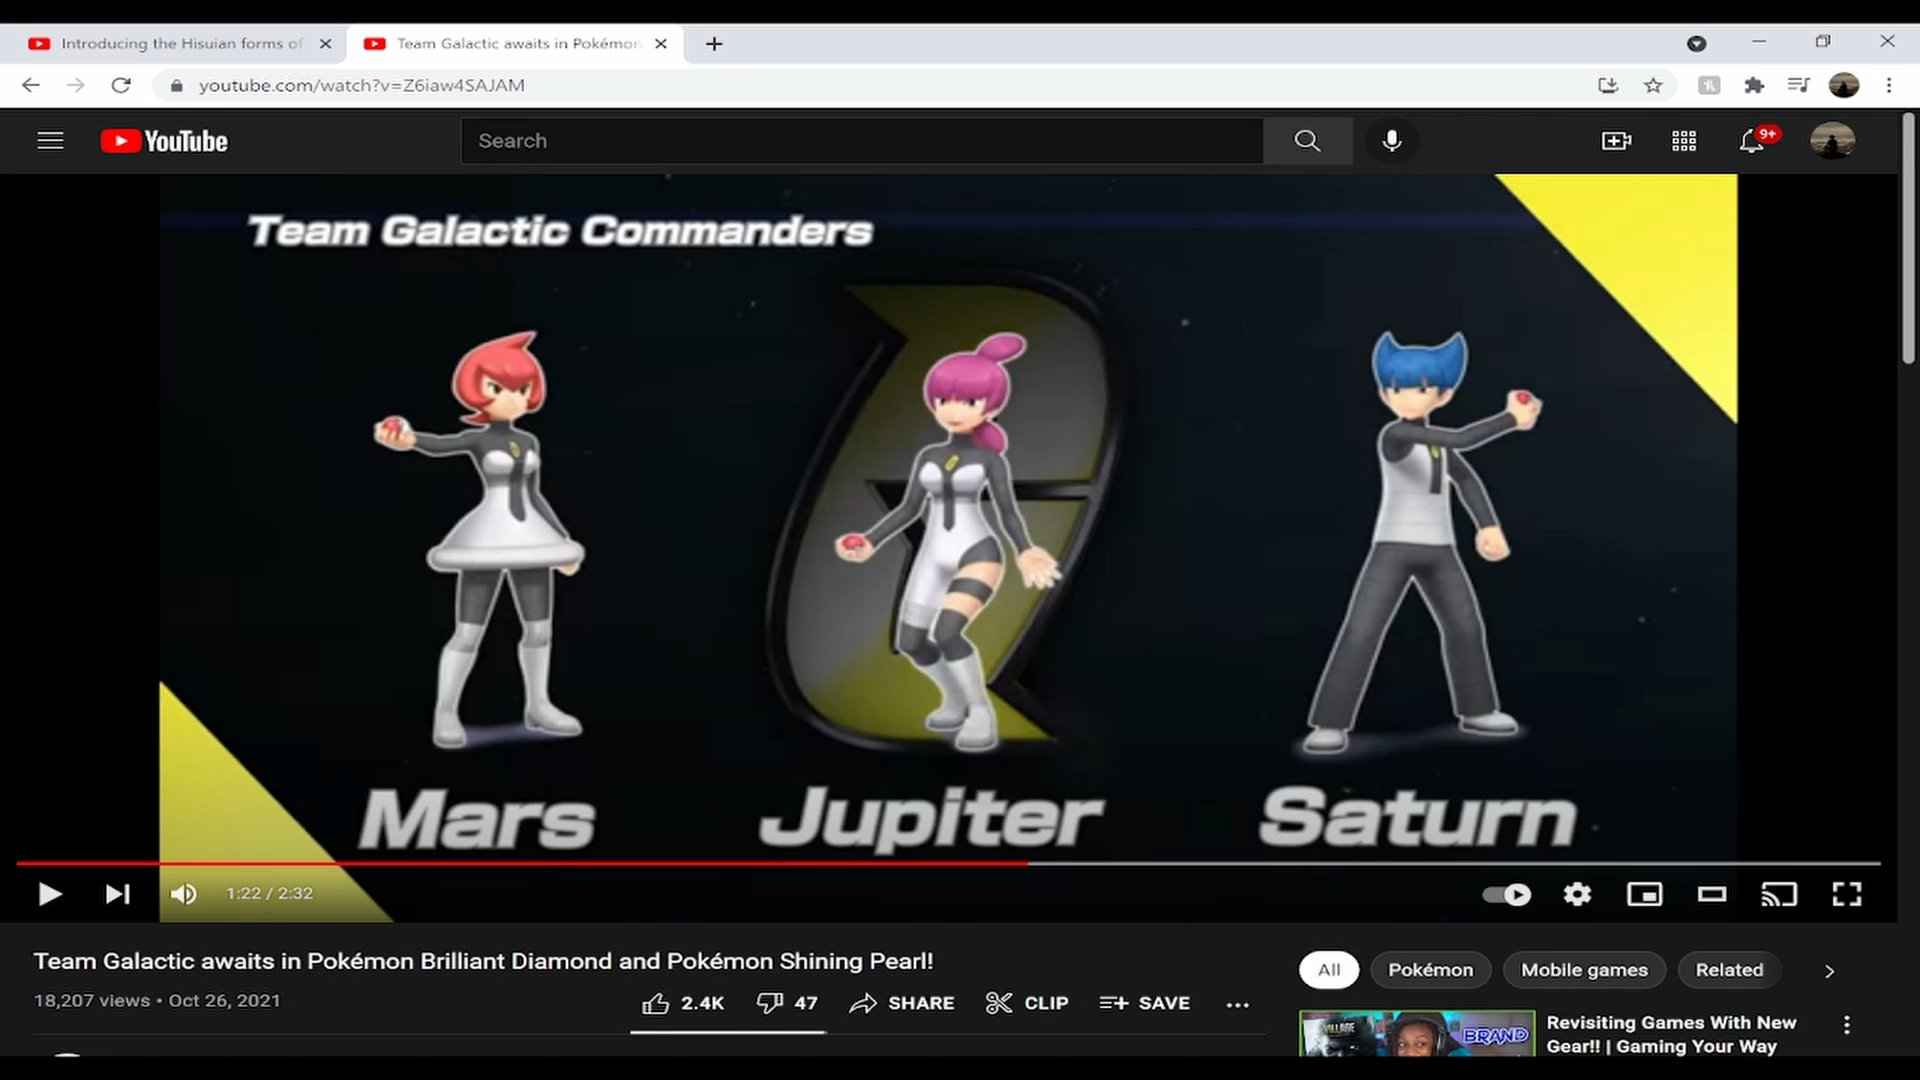 Introducing the Hisuian forms of
Team Galactic awaits in Pokémon
youtube.com/watch?v=Z6iaw4SAJAM
YouTube
Search
9+
Team Galactic Commanders
Mars Jupiter Saturn
1:22 / 2:32
Team Galactic awaits in Pokémon Brilliant Diamond and Pokémon Shining Pearl!
18,207 views • Oct 26, 2021
2.4K 47 SHARE CLIP SAVE
All Pokémon Mobile games Related
VILLAGE
BRAND
Revisiting Games With New
Gear!! | Gaming Your Way